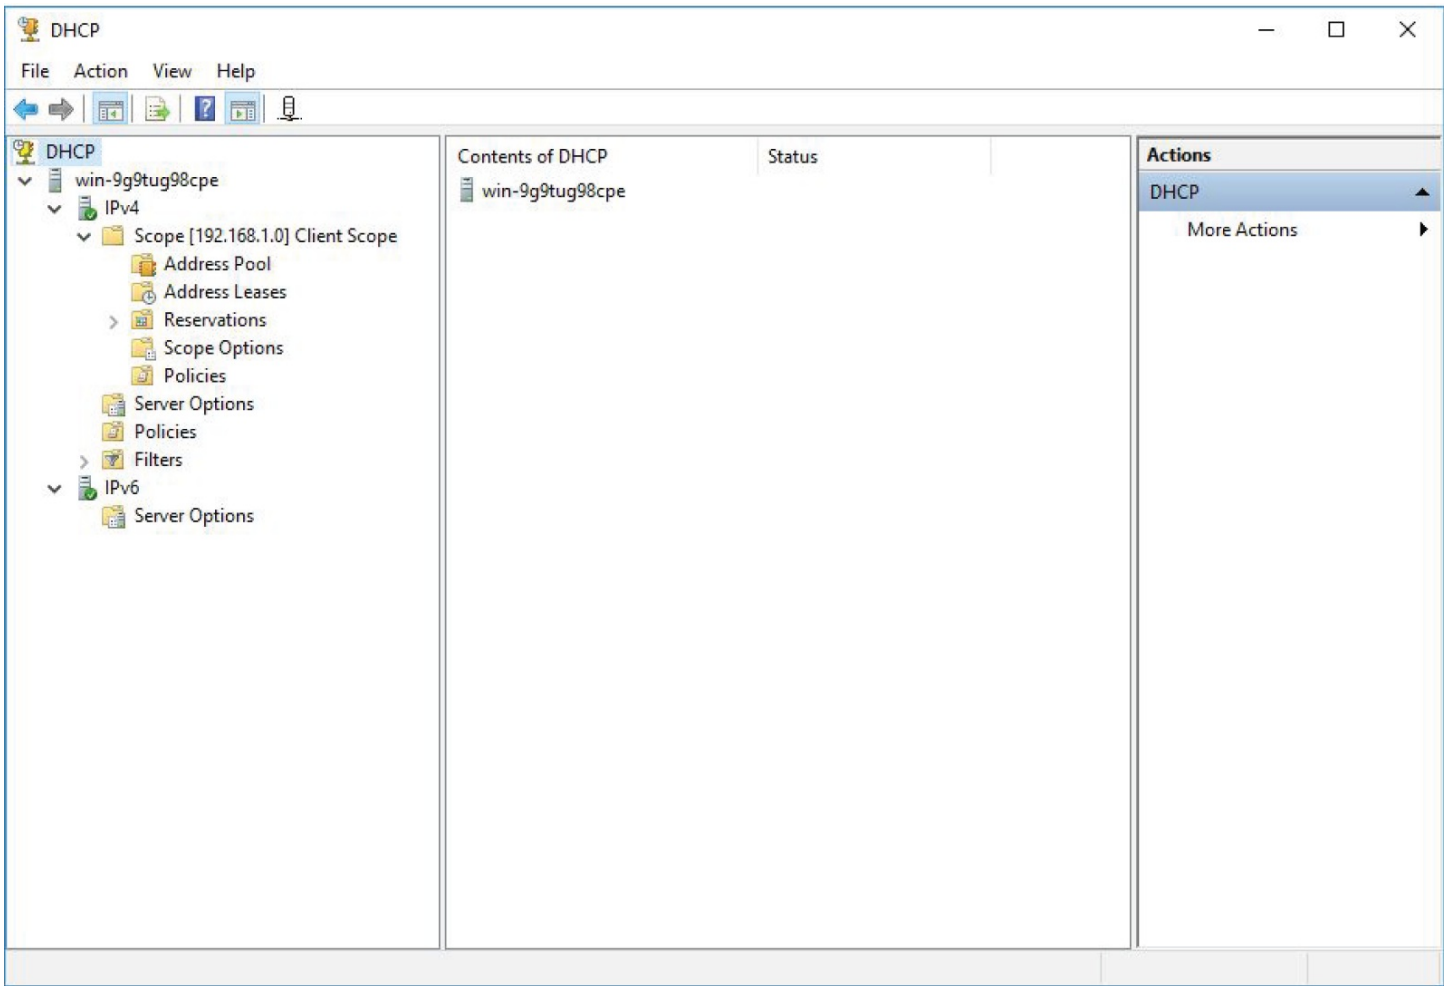 DHCP
File Action View Help
DHCP
win-9g9tug98cpe
IPv4
Scope [192.168.1.0] Client Scope
Address Pool
Address Leases
Reservations
Scope Options
Policies
Server Options
Policies
Filters
IPv6
Server Options
Contents of DHCP Status
win-9g9tug98cpe
Actions
DHCP
More Actions